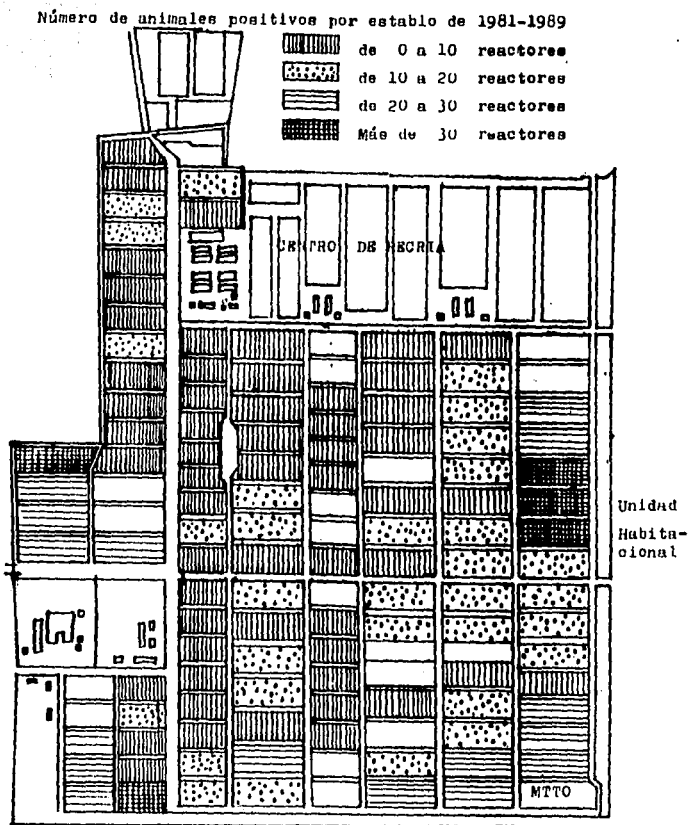 Número de animales positivos por establo de 1981-1989
de 0 a 10 reactores
de 10 a 20 reactores
de 20 a 30 reactores
Más de 30 reactores
CENTRO DE RECRIA
Unidad
Habita-
cional
MTTO